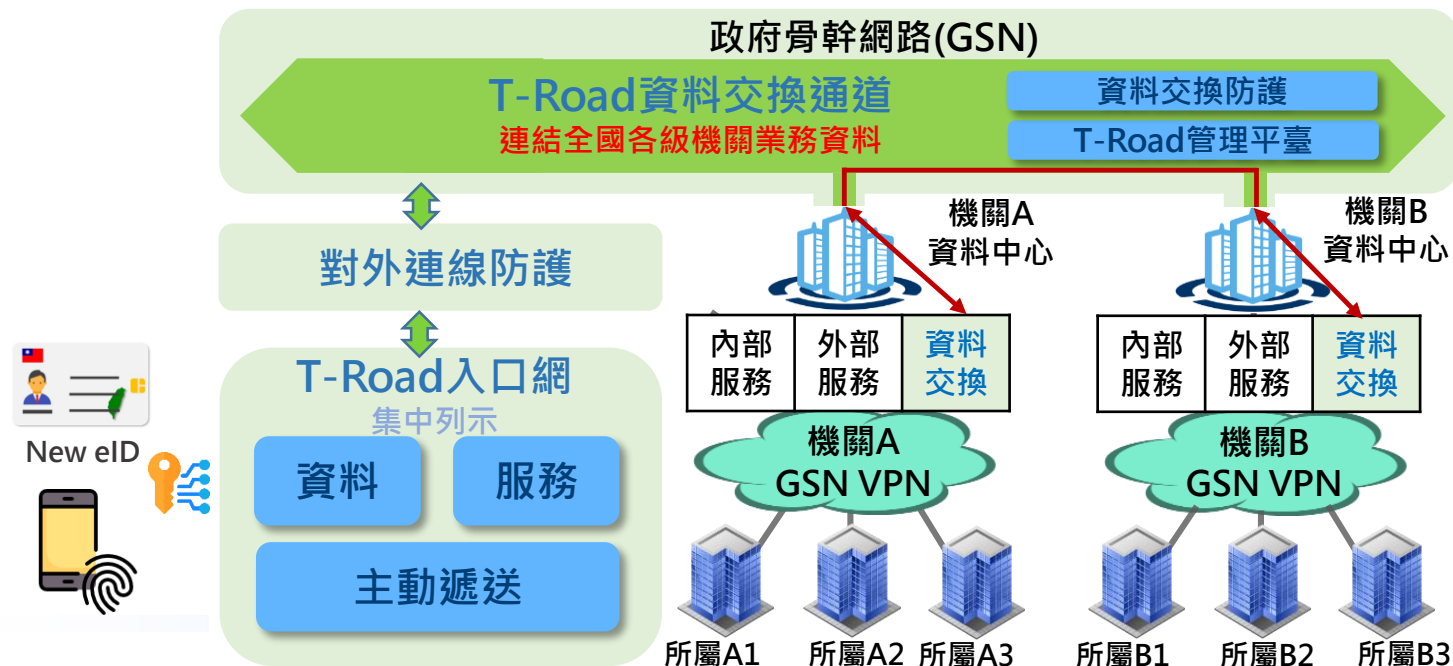 政府骨幹網路(GSN)
T-Road資料交換通道
連結全國各級機關業務資料
資料交換防護
T-Road管理平臺
對外連線防護
T-Road入口網
集中列示
資料
服務
主動遞送
New eID
機關A
資料中心
內部
服務
外部
服務
資料
交換
機關A
GSN VPN
所屬A1
所屬A2
所屬A3
機關B
資料中心
內部
服務
外部
服務
資料
交換
機關B
GSN VPN
所屬B1
所屬B2
所屬B3